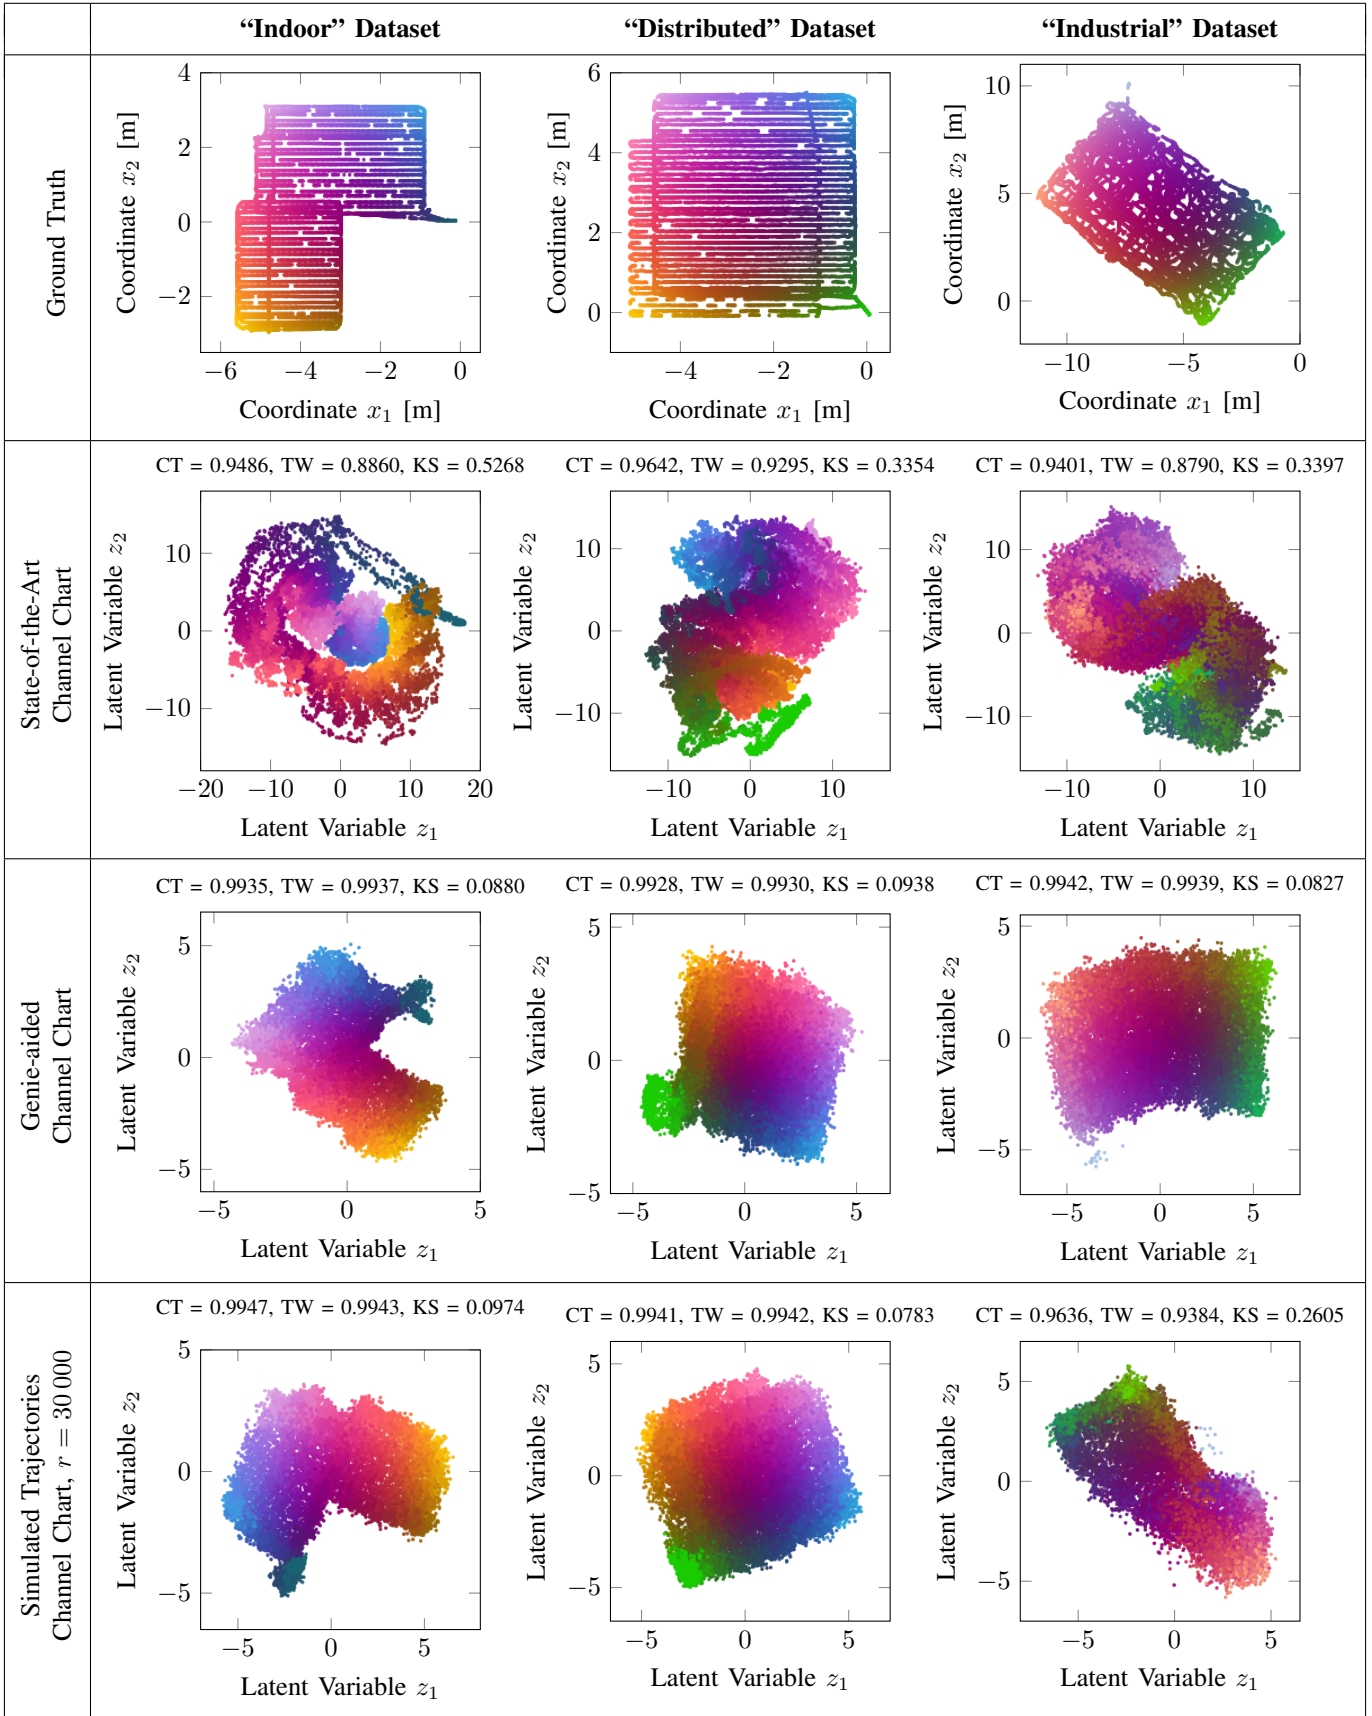 "Indoor" Dataset
"Distributed" Dataset
"Industrial" Dataset
Ground Truth
4
2
0
−2
−6
−4
−2
0
Coordinate x₂ [m]
Coordinate x₁ [m]
6
4
2
0
−4
−2
0
Coordinate x₂ [m]
Coordinate x₁ [m]
10
5
0
−10
−5
0
Coordinate x₂ [m]
Coordinate x₁ [m]
State-of-the-Art
Channel Chart
CT = 0.9486, TW = 0.8860, KS = 0.5268
10
0
−10
−20
−10
0
10
20
Latent Variable z₂
Latent Variable z₁
CT = 0.9642, TW = 0.9295, KS = 0.3354
10
0
−10
−10
0
10
Latent Variable z₂
Latent Variable z₁
CT = 0.9401, TW = 0.8790, KS = 0.3397
10
0
−10
−10
0
10
Latent Variable z₂
Latent Variable z₁
Genie-aided
Channel Chart
CT = 0.9935, TW = 0.9937, KS = 0.0880
5
0
−5
−5
0
5
Latent Variable z₂
Latent Variable z₁
CT = 0.9928, TW = 0.9930, KS = 0.0938
5
0
−5
−5
0
5
Latent Variable z₂
Latent Variable z₁
CT = 0.9942, TW = 0.9939, KS = 0.0827
5
0
−5
−5
0
5
Latent Variable z₂
Latent Variable z₁
Simulated Trajectories
Channel Chart, r = 30 000
CT = 0.9947, TW = 0.9943, KS = 0.0974
5
0
−5
−5
0
5
Latent Variable z₂
Latent Variable z₁
CT = 0.9941, TW = 0.9942, KS = 0.0783
5
0
−5
−5
0
5
Latent Variable z₂
Latent Variable z₁
CT = 0.9636, TW = 0.9384, KS = 0.2605
5
0
−5
−5
0
5
Latent Variable z₂
Latent Variable z₁